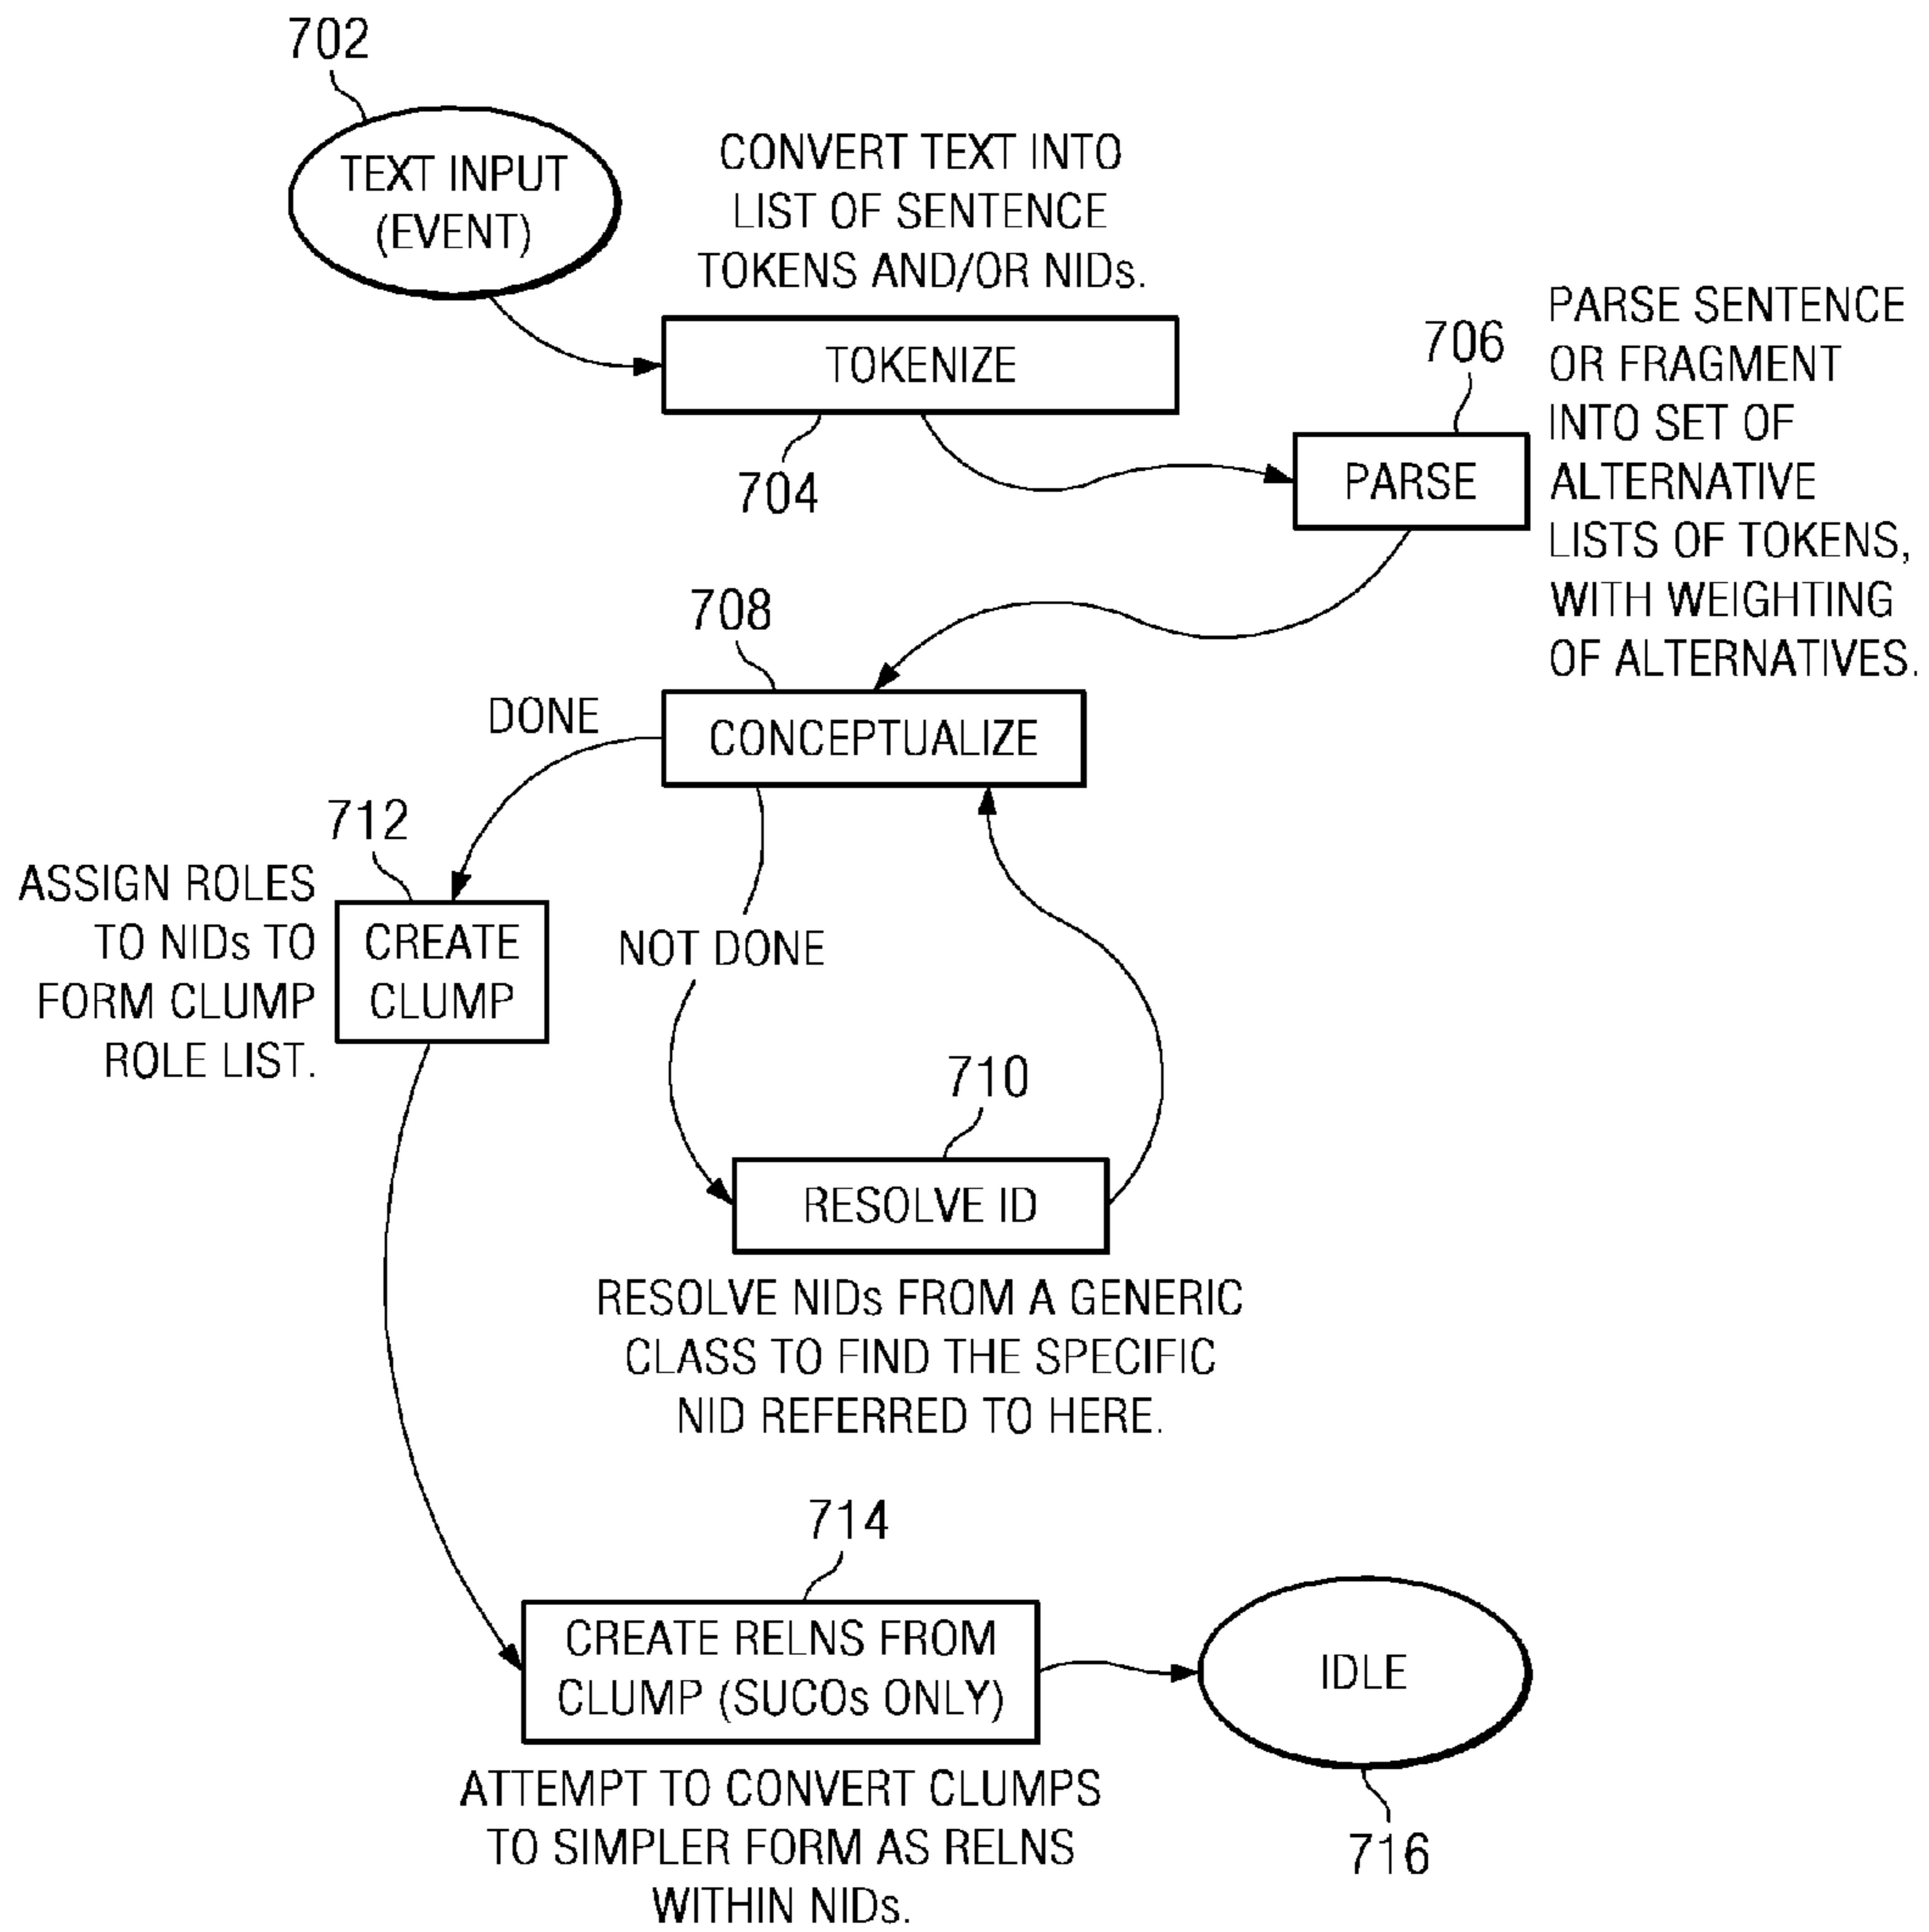 702
TEXT INPUT
(EVENT)
CONVERT TEXT INTO
LIST OF SENTENCE
TOKENS AND/OR NIDs.
TOKENIZE
704
706
PARSE
PARSE SENTENCE
OR FRAGMENT
INTO SET OF
ALTERNATIVE
LISTS OF TOKENS,
WITH WEIGHTING
OF ALTERNATIVES.
708
CONCEPTUALIZE
DONE
712
ASSIGN ROLES
TO NIDs TO
FORM CLUMP
ROLE LIST.
CREATE
CLUMP
NOT DONE
710
RESOLVE ID
RESOLVE NIDs FROM A GENERIC
CLASS TO FIND THE SPECIFIC
NID REFERRED TO HERE.
714
CREATE RELNS FROM
CLUMP (SUCOs ONLY)
ATTEMPT TO CONVERT CLUMPS
TO SIMPLER FORM AS RELNS
WITHIN NIDs.
IDLE
716